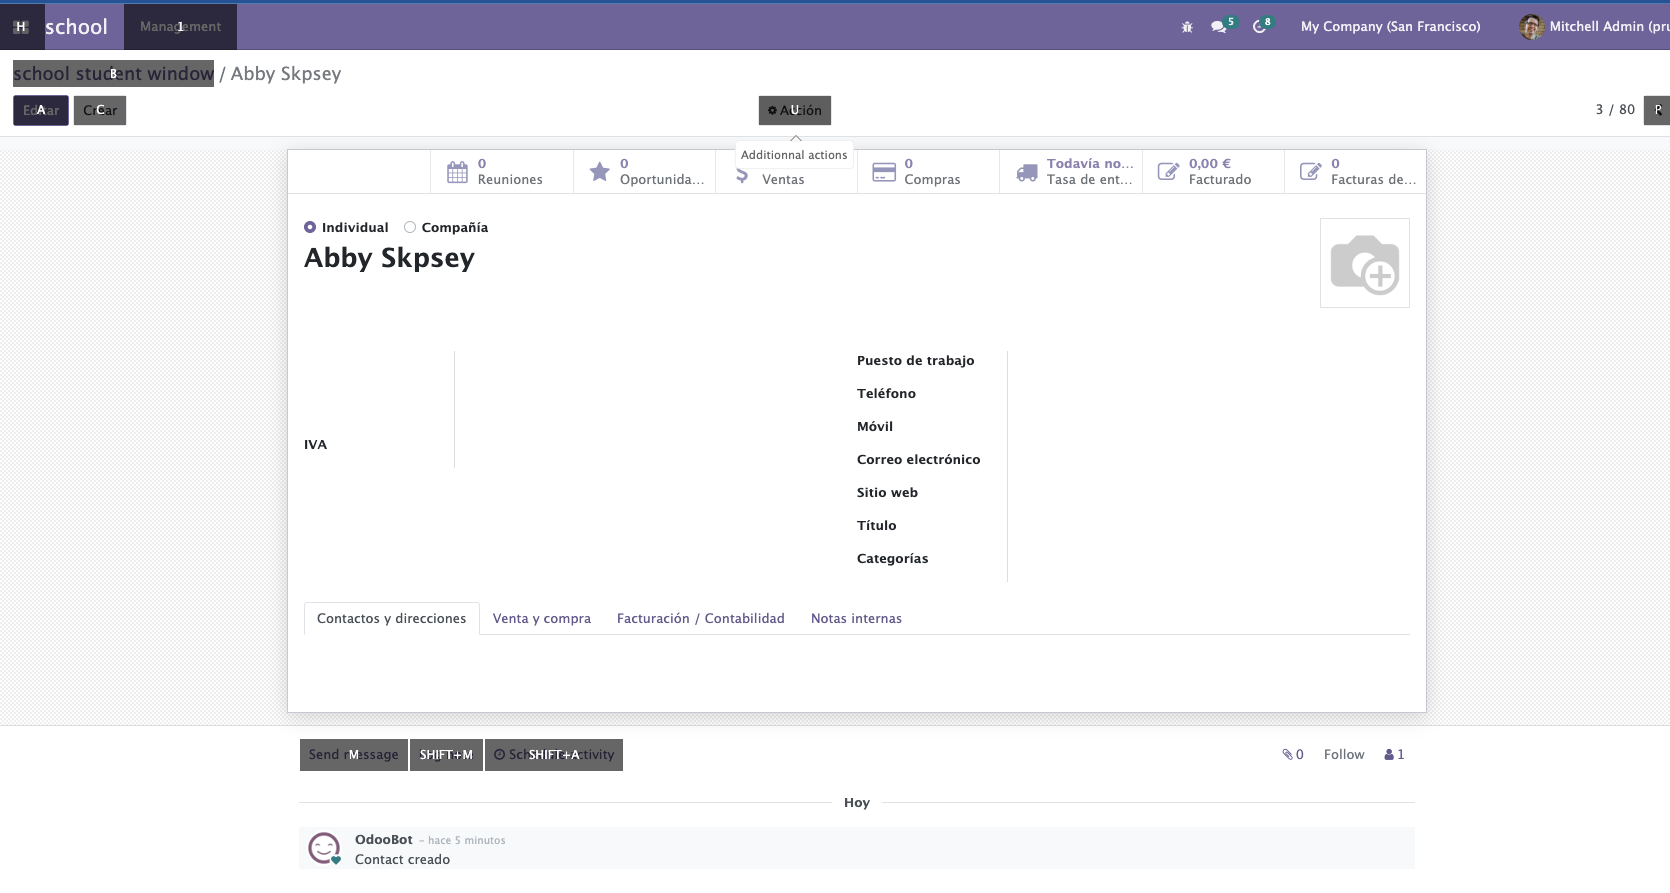 H school Management 1 5 8 My Company (San Francisco) Mitchell Admin (pru
school student window B / Abby Skpsey
Editar A Crear C Acción U 3 / 80 P
Additionnal actions
0 Reuniones
0 Oportunida...
$ Ventas
0 Compras
Todavía no... Tasa de ent...
0,00 € Facturado
0 Facturas de...
Individual Compañía
Abby Skpsey
IVA
Puesto de trabajo
Teléfono
Móvil
Correo electrónico
Sitio web
Título
Categorías
Contactos y direcciones Venta y compra Facturación / Contabilidad Notas internas
Send message M SHIFT+M SHIFT+A 0 Follow 1
Hoy
OdooBot - hace 5 minutos
Contact creado